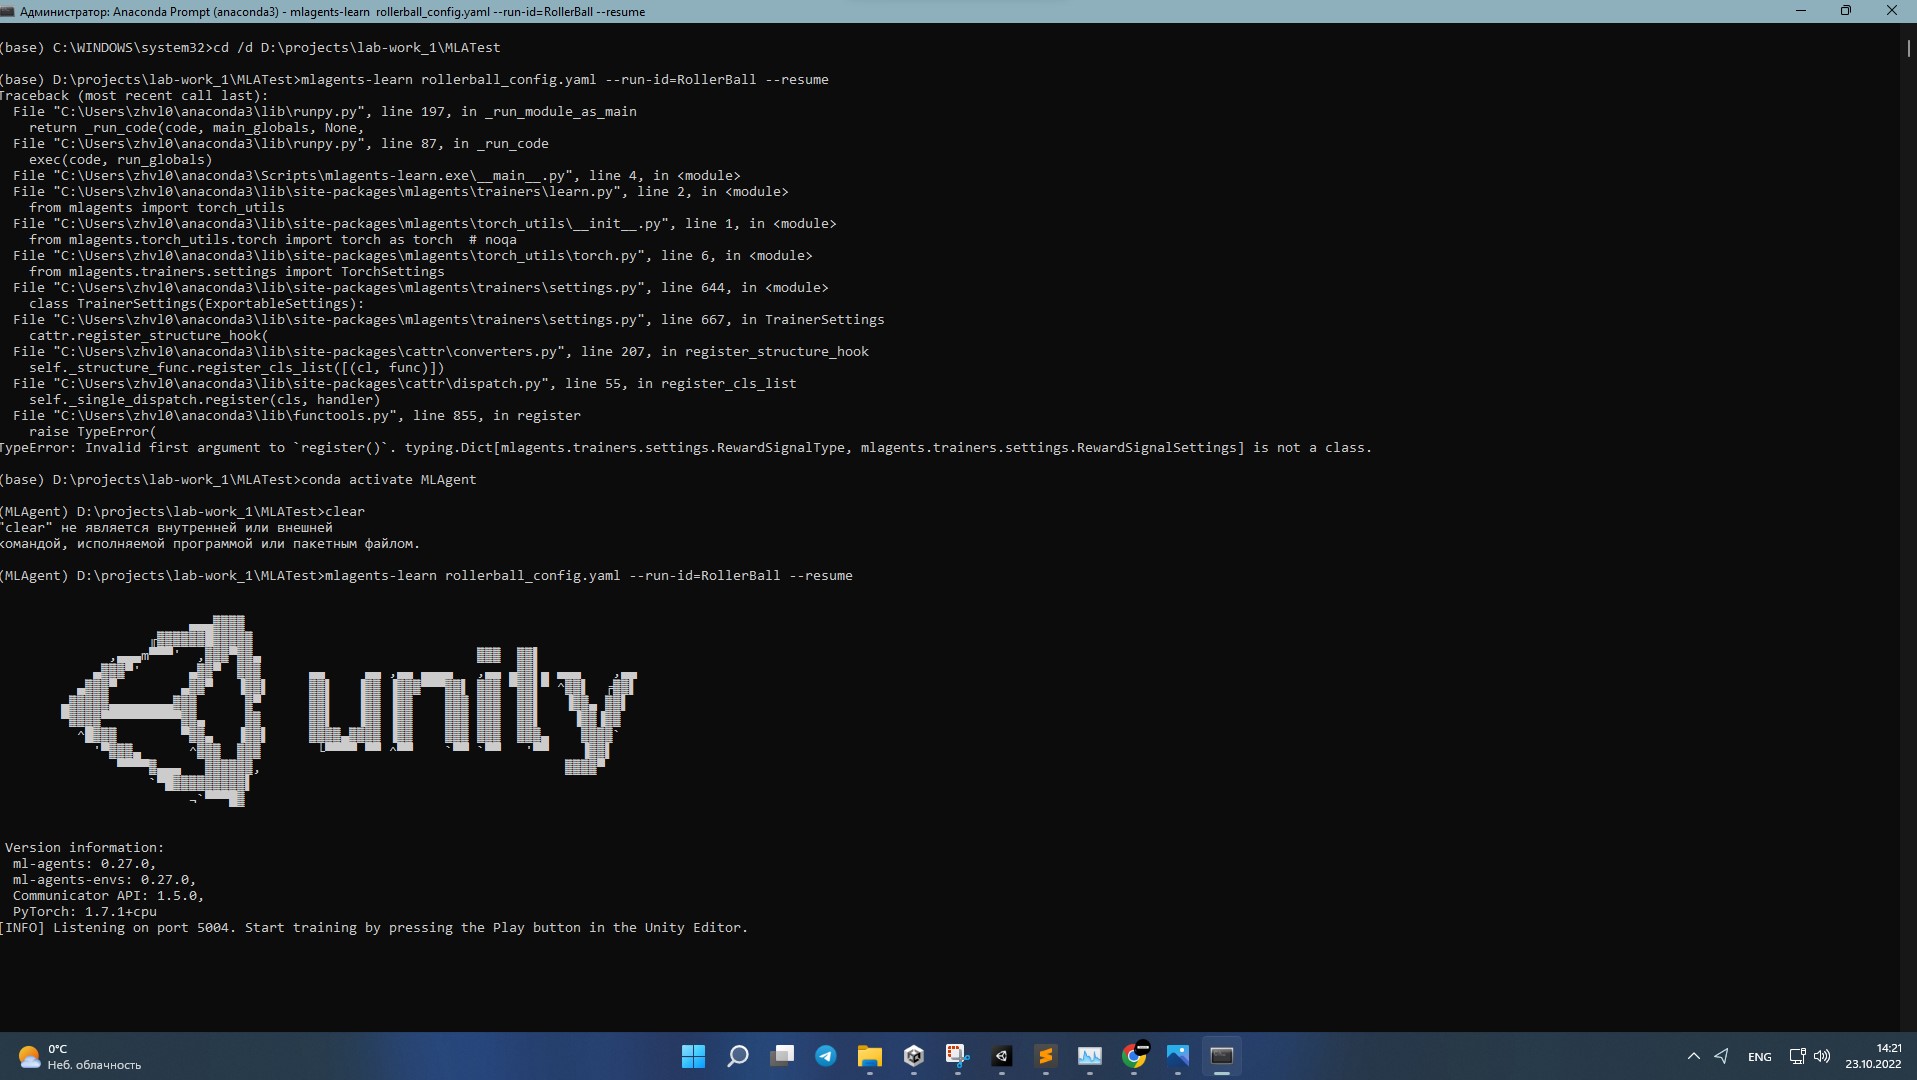 Администратор: Anaconda Prompt (anaconda3) - mlagents-learn  rollerball_config.yaml --run-id=RollerBall --resume
(base) C:\WINDOWS\system32>cd /d D:\projects\lab-work_1\MLATest
(base) D:\projects\lab-work_1\MLATest>mlagents-learn rollerball_config.yaml --run-id=RollerBall --resume
Traceback (most recent call last):
  File "C:\Users\zhvl0\anaconda3\lib\runpy.py", line 197, in _run_module_as_main
    return _run_code(code, main_globals, None,
  File "C:\Users\zhvl0\anaconda3\lib\runpy.py", line 87, in _run_code
    exec(code, run_globals)
  File "C:\Users\zhvl0\anaconda3\Scripts\mlagents-learn.exe\__main__.py", line 4, in <module>
  File "C:\Users\zhvl0\anaconda3\lib\site-packages\mlagents\trainers\learn.py", line 2, in <module>
    from mlagents import torch_utils
  File "C:\Users\zhvl0\anaconda3\lib\site-packages\mlagents\torch_utils\__init__.py", line 1, in <module>
    from mlagents.torch_utils.torch import torch as torch  # noqa
  File "C:\Users\zhvl0\anaconda3\lib\site-packages\mlagents\torch_utils\torch.py", line 6, in <module>
    from mlagents.trainers.settings import TorchSettings
  File "C:\Users\zhvl0\anaconda3\lib\site-packages\mlagents\trainers\settings.py", line 644, in <module>
    class TrainerSettings(ExportableSettings):
  File "C:\Users\zhvl0\anaconda3\lib\site-packages\mlagents\trainers\settings.py", line 667, in TrainerSettings
    cattr.register_structure_hook(
  File "C:\Users\zhvl0\anaconda3\lib\site-packages\cattr\converters.py", line 207, in register_structure_hook
    self._structure_func.register_cls_list([(cl, func)])
  File "C:\Users\zhvl0\anaconda3\lib\site-packages\cattr\dispatch.py", line 55, in register_cls_list
    self._single_dispatch.register(cls, handler)
  File "C:\Users\zhvl0\anaconda3\lib\functools.py", line 855, in register
    raise TypeError(
TypeError: Invalid first argument to `register()`. typing.Dict[mlagents.trainers.settings.RewardSignalType, mlagents.trainers.settings.RewardSignalSettings] is not a class.
(base) D:\projects\lab-work_1\MLATest>conda activate MLAgent
(MLAgent) D:\projects\lab-work_1\MLATest>clear
"clear" не является внутренней или внешней
командой, исполняемой программой или пакетным файлом.
(MLAgent) D:\projects\lab-work_1\MLATest>mlagents-learn rollerball_config.yaml --run-id=RollerBall --resume
unity
Version information:
  ml-agents: 0.27.0,
  ml-agents-envs: 0.27.0,
  Communicator API: 1.5.0,
  PyTorch: 1.7.1+cpu
[INFO] Listening on port 5004. Start training by pressing the Play button in the Unity Editor.
0°C
Неб. облачность
ENG
14:21
23.10.2022